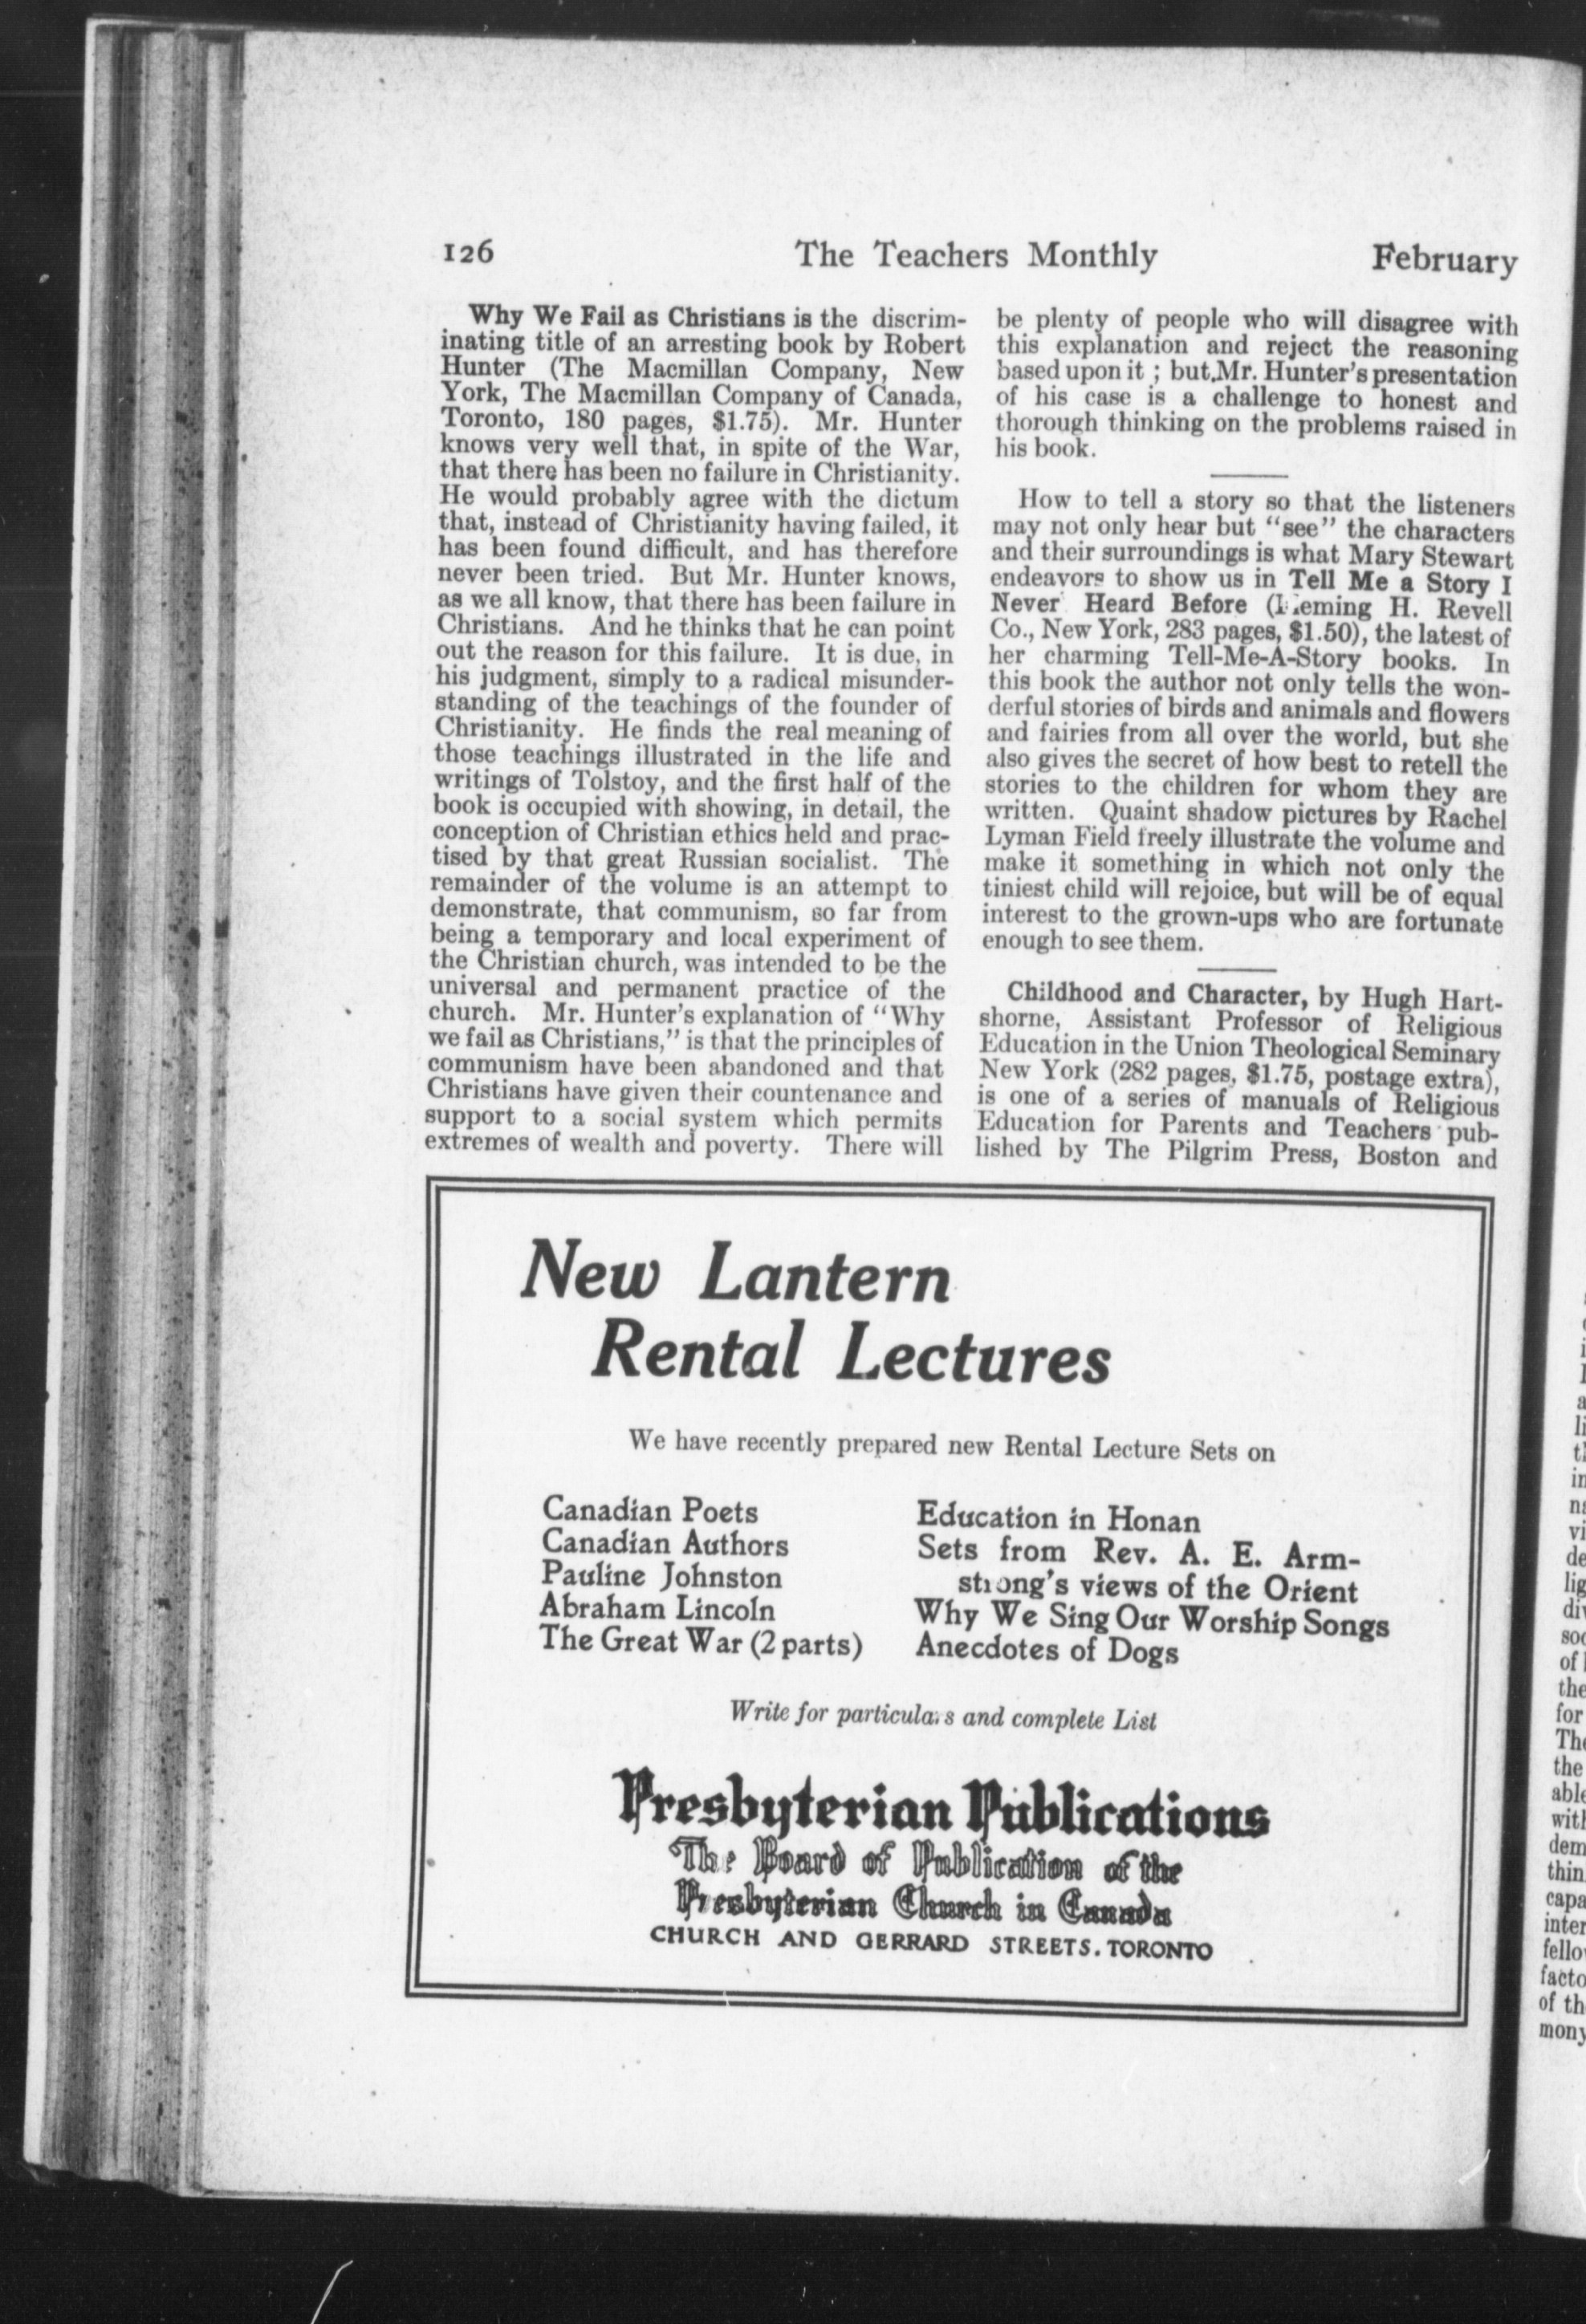 126 The Teachers Monthly February
Why We Fail as Christians is the discrim-
inating title of an arresting book by Robert
Hunter (The Macmillan Company, New
York, The Macmillan Company of Canada,
Toronto, 180 pages, $1.75). Mr. Hunter
knows very well that, in spite of the War,
that there has been no failure in Christianity.
He would probably agree with the dictum
that, instead of Christianity having failed, it
has been found difficult, and has therefore
never been tried. But Mr. Hunter knows,
as we all know, that there has been failure in
Christians. And he thinks that he can point
out the reason for this failure. It is due, in
his judgment, simply to a radical misunder-
standing of the teachings of the founder of
Christianity. He finds the real meaning of
those teachings illustrated in the life and
writings of Tolstoy, and the first half of the
book is occupied with showing, in detail, the
conception of Christian ethics held and prac-
tised by that great Russian socialist. The
remainder of the volume is an attempt to
demonstrate, that communism, so far from
being a temporary and local experiment of
the Christian church, was intended to be the
universal and permanent practice of the
church. Mr. Hunter's explanation of "Why
we fail as Christians," is that the principles of
communism have been abandoned and that
Christians have given their countenance and
support to a social system which permits
extremes of wealth and poverty. There will
be plenty of people who will disagree with
this explanation and reject the reasoning
based upon it ; but Mr. Hunter's presentation
of his case is a challenge to honest and
thorough thinking on the problems raised in
his book.
How to tell a story so that the listeners
may not only hear but "see" the characters
and their surroundings is what Mary Stewart
endeavors to show us in Tell Me a Story I
Never Heard Before (Fleming H. Revell
Co., New York, 283 pages, $1.50), the latest of
her charming Tell-Me-A-Story books. In
this book the author not only tells the won-
derful stories of birds and animals and flowers
and fairies from all over the world, but she
also gives the secret of how best to retell the
stories to the children for whom they are
written. Quaint shadow pictures by Rachel
Lyman Field freely illustrate the volume and
make it something in which not only the
tiniest child will rejoice, but will be of equal
interest to the grown-ups who are fortunate
enough to see them.
Childhood and Character, by Hugh Hart-
shorne, Assistant Professor of Religious
Education in the Union Theological Seminary
New York (282 pages, $1.75, postage extra),
is one of a series of manuals of Religious
Education for Parents and Teachers pub-
lished by The Pilgrim Press, Boston and
New Lantern
Rental Lectures
We have recently prepared new Rental Lecture Sets on
Canadian Poets
Canadian Authors
Pauline Johnston
Abraham Lincoln
The Great War (2 parts)
Education in Honan
Sets from Rev. A. E. Arm-
strong's views of the Orient
Why We Sing Our Worship Songs
Anecdotes of Dogs
Write for particulars and complete List
Presbyterian Publications
The Board of Publication of the
Presbyterian Church in Canada
CHURCH AND GERRARD STREETS. TORONTO